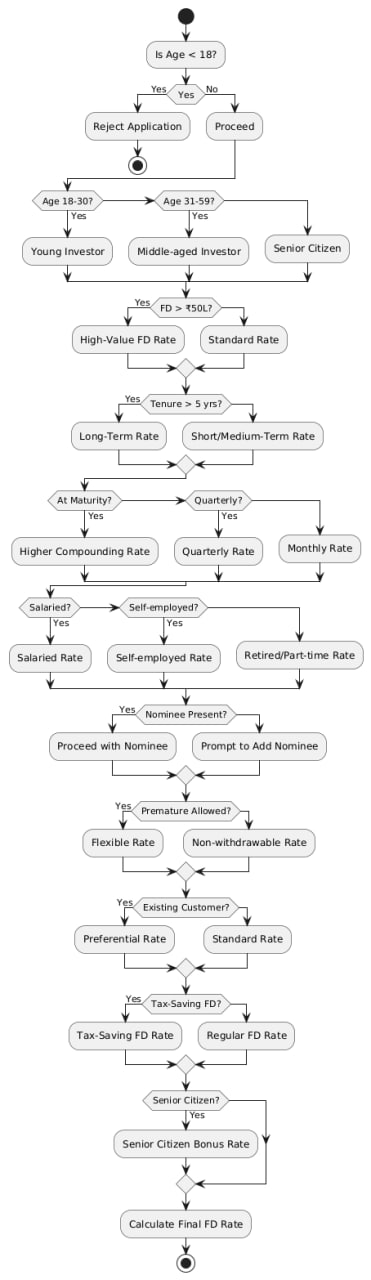 Is Age < 18?
Yes
Yes
No
Reject Application
Proceed
Age 18-30?
Age 31-59?
Yes
Yes
Young Investor
Middle-aged Investor
Senior Citizen
Yes
FD > ₹50L?
High-Value FD Rate
Standard Rate
Yes
Tenure > 5 yrs?
Long-Term Rate
Short/Medium-Term Rate
At Maturity?
Quarterly?
Yes
Yes
Higher Compounding Rate
Quarterly Rate
Monthly Rate
Salaried?
Self-employed?
Yes
Yes
Salaried Rate
Self-employed Rate
Retired/Part-time Rate
Yes
Nominee Present?
Proceed with Nominee
Prompt to Add Nominee
Yes
Premature Allowed?
Flexible Rate
Non-withdrawable Rate
Yes
Existing Customer?
Preferential Rate
Standard Rate
Yes
Tax-Saving FD?
Tax-Saving FD Rate
Regular FD Rate
Senior Citizen?
Yes
Senior Citizen Bonus Rate
Calculate Final FD Rate